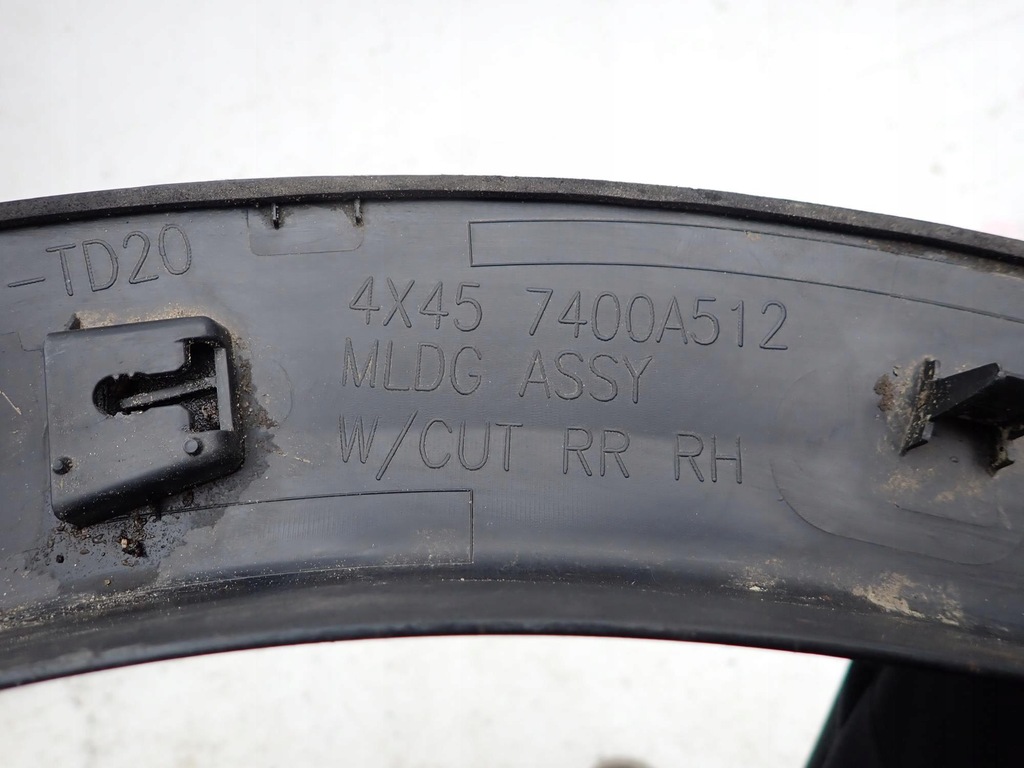 -TD20
4X45 7400A512
MLDG ASSY
W/CUT RR RH